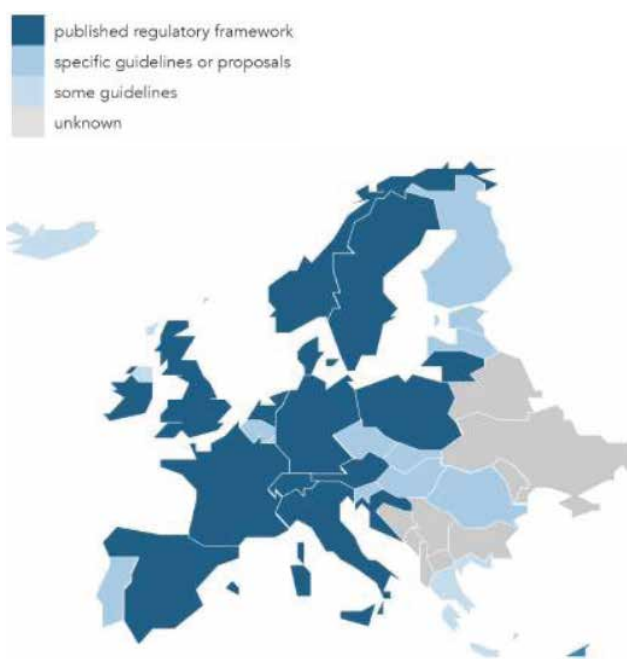 published regulatory framework
specific guidelines or proposals
some guidelines
unknown